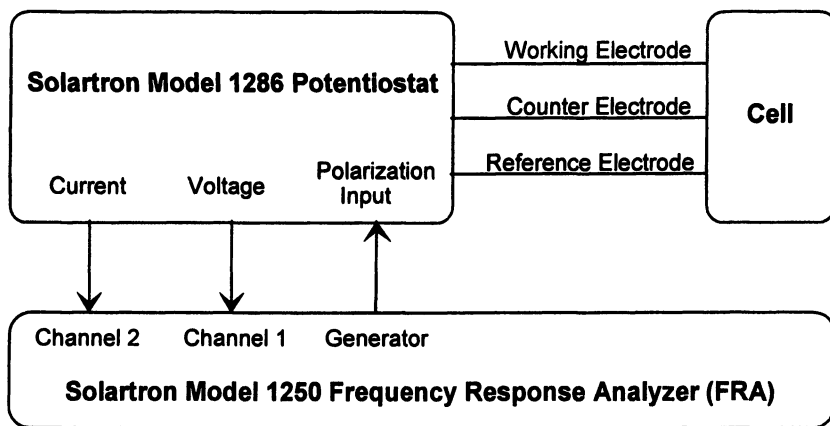 Solartron Model 1286 Potentiostat
Current
Voltage
Polarization
Input
Working Electrode
Counter Electrode
Reference Electrode
Cell
Channel 2
Channel 1
Generator
Solartron Model 1250 Frequency Response Analyzer (FRA)